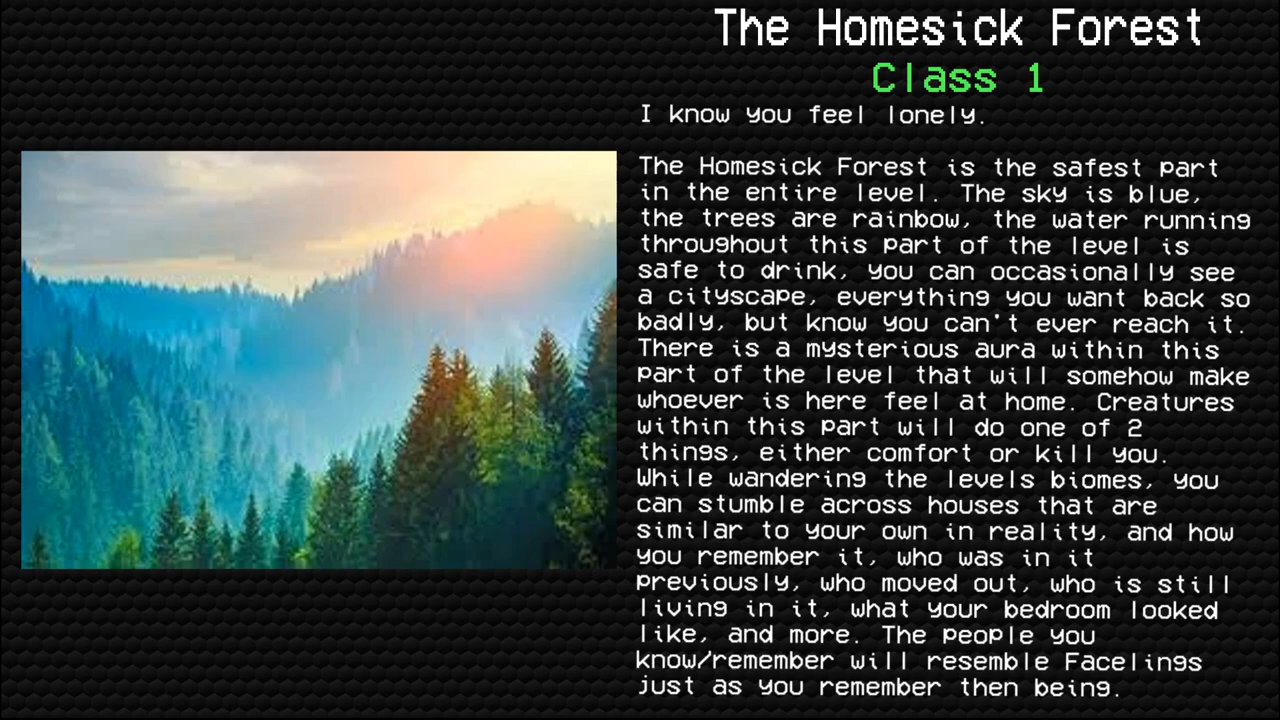 The Homesick Forest
Class 1
I know you feel lonely.
The Homesick Forest is the safest part
in the entire level. The sky is blue,
the trees are rainbow, the water running
throughout this part of the level is
safe to drink, you can occasionally see
a cityscape, everything you want back so
badly, but know you can't ever reach it.
There is a mysterious aura within this
part of the level that will somehow make
whoever is here feel at home. Creatures
within this part will do one of 2
things, either comfort or kill you.
While wandering the levels biomes, you
can stumble across houses that are
similar to your own in reality, and how
you remember it, who was in it
previously, who moved out, who is still
living in it, what your bedroom looked
like, and more. The people you
know/remember will resemble Facelings
just as you remember then being.